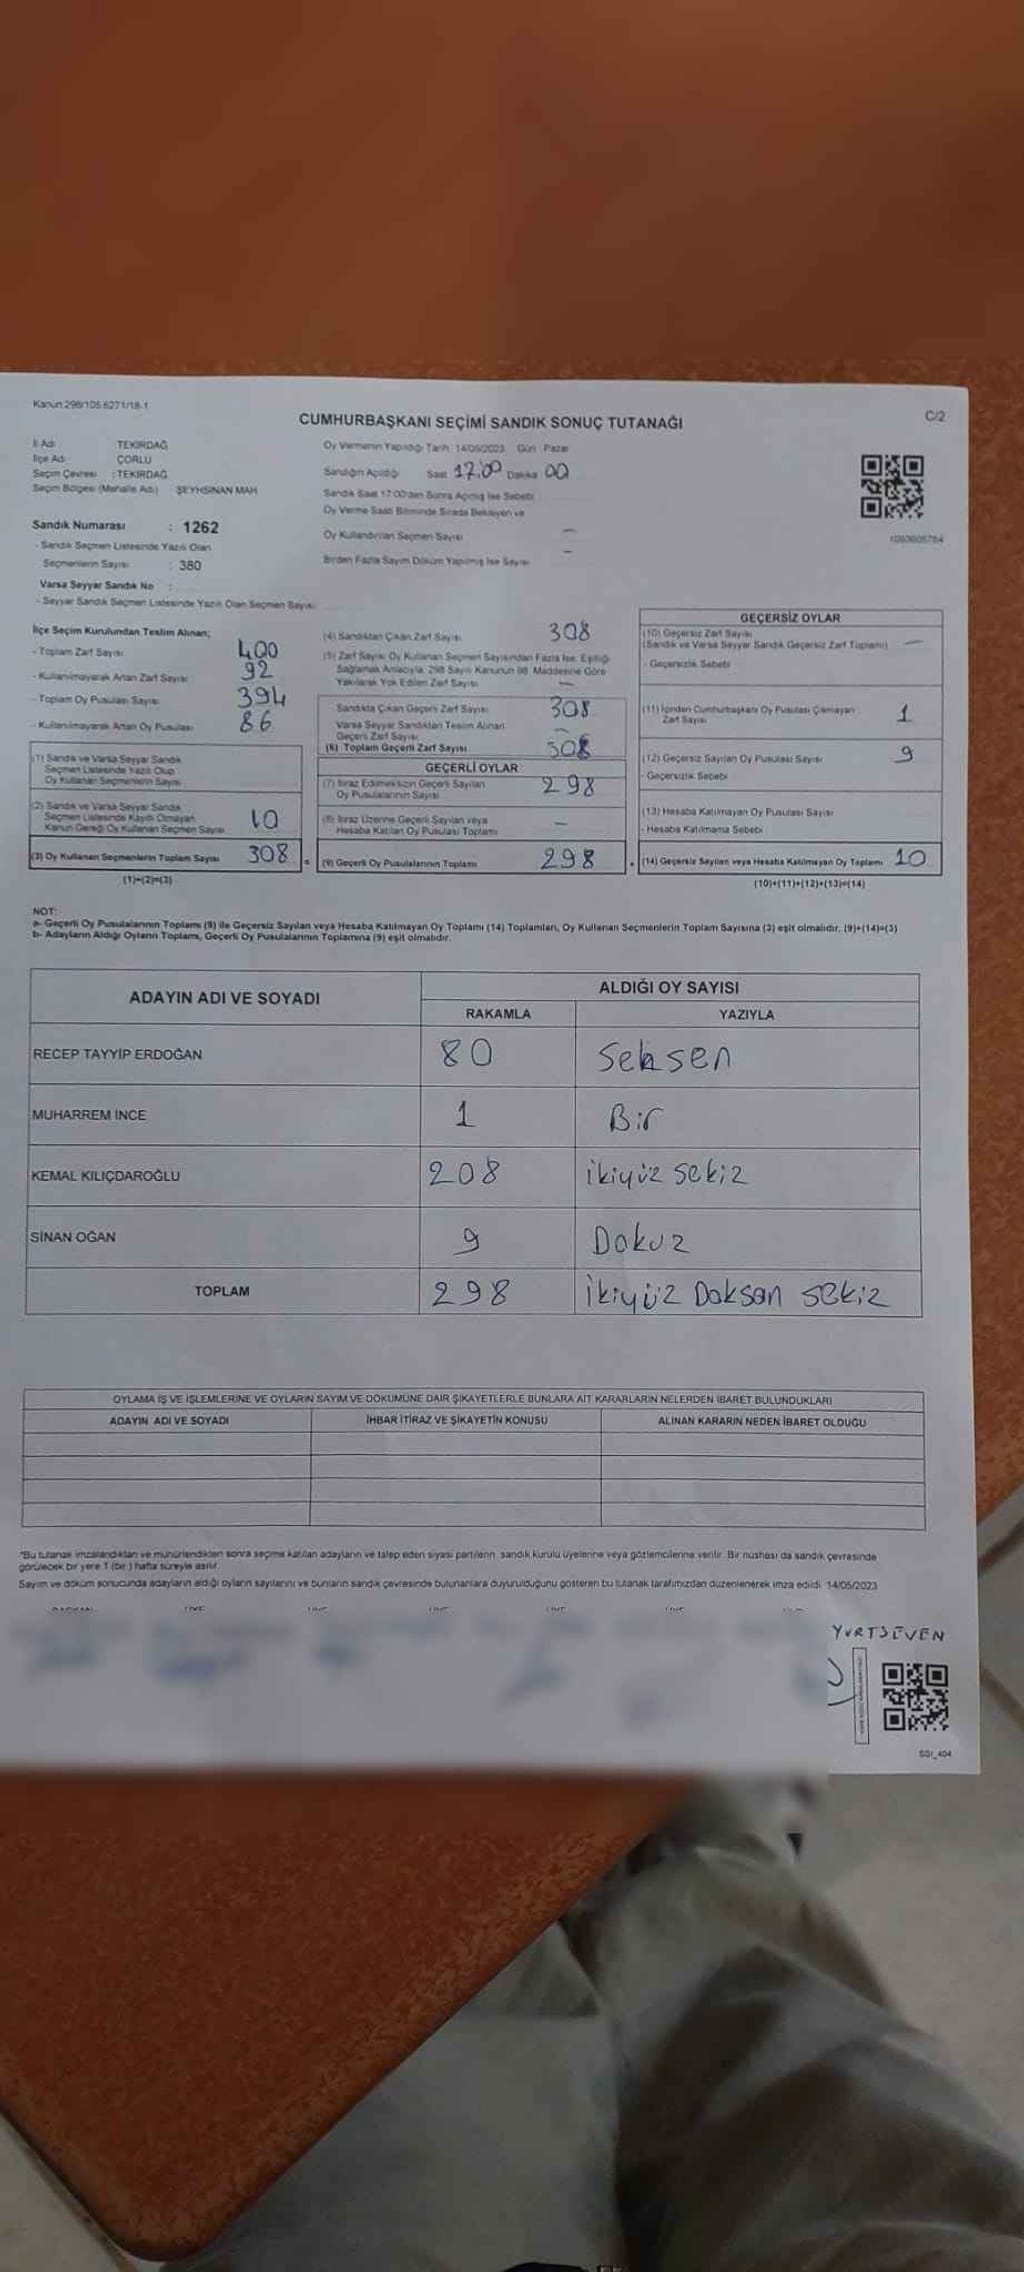 Kanun 298/105.6271/18-1
C/2
CUMHURBAŞKANI SEÇİMİ SANDIK SONUÇ TUTANAĞI
İl Adı : TEKİRDAĞ
İlçe Adı : ÇORLU
Seçim Çevresi : TEKİRDAĞ
Seçim Bölgesi (Mahalle Adı) ŞEYHSİNAN MAH
Sandık Numarası : 1262
- Sandık Seçmen Listesinde Yazılı Olan
Seçmenlerin Sayısı : 380
Varsa Seyyar Sandık No :
- Seyyar Sandık Seçmen Listesinde Yazılı Olan Seçmen Sayısı:
Oy Vermenin Yapıldığı Tarih: 14/05/2023 Gün : Pazar
Sandığın Açıldığı Saat 17:00 Dakika 00
Sandık Saat 17:00'den Sonra Açılmış İse Sebebi
Oy Verme Saati Bitiminde Sırada Bekleyen ve
Oy Kullandırılan Seçmen Sayısı —
Birden Fazla Sayım Döküm Yapılmış İse Sayısı —
1093605784
İlçe Seçim Kurulundan Teslim Alınan;
- Toplam Zarf Sayısı 400
- Kullanılmayarak Artan Zarf Sayısı 92
- Toplam Oy Pusulası Sayısı 394
- Kullanılmayarak Artan Oy Pusulası 86
(1) Sandık ve Varsa Seyyar Sandık
Seçmen Listesinde Yazılı Olup
Oy Kullanan Seçmenlerin Sayısı
(2) Sandık ve Varsa Seyyar Sandık
Seçmen Listesinde Kayıtlı Olmayan
Kanun Gereği Oy Kullanan Seçmen Sayısı 10
(3) Oy Kullanan Seçmenlerin Toplam Sayısı 308 =
(1)+(2)=(3)
(4) Sandıktan Çıkan Zarf Sayısı 308
(5) Zarf Sayısı Oy Kullanan Seçmen Sayısından Fazla İse, Eşitliği
Sağlamak Amacıyla, 298 Sayılı Kanunun 98. Maddesine Göre
Yakılarak Yok Edilen Zarf Sayısı —
Sandıkta Çıkan Geçerli Zarf Sayısı 308
Varsa Seyyar Sandıktan Teslim Alınan
Geçerli Zarf Sayısı —
(6) Toplam Geçerli Zarf Sayısı 308
GEÇERLİ OYLAR
(7) İtiraz Edilmeksizin Geçerli Sayılan
Oy Pusulalarının Sayısı 298
(8) İtiraz Üzerine Geçerli Sayılan veya
Hesaba Katılan Oy Pusulası Toplamı —
(9) Geçerli Oy Pusulalarının Toplamı 298 +
GEÇERSİZ OYLAR
(10) Geçersiz Zarf Sayısı
(Sandık ve Varsa Seyyar Sandık Geçersiz Zarf Toplamı) —
- Geçersizlik Sebebi
(11) İçinden Cumhurbaşkanı Oy Pusulası Çıkmayan
Zarf Sayısı 1
(12) Geçersiz Sayılan Oy Pusulası Sayısı 9
- Geçersizlik Sebebi
(13) Hesaba Katılmayan Oy Pusulası Sayısı
- Hesaba Katılmama Sebebi
(14) Geçersiz Sayılan veya Hesaba Katılmayan Oy Toplamı 10
(10)+(11)+(12)+(13)=(14)
NOT:
a- Geçerli Oy Pusulalarının Toplamı (9) ile Geçersiz Sayılan veya Hesaba Katılmayan Oy Toplamı (14) Toplamları, Oy Kullanan Seçmenlerin Toplam Sayısına (3) eşit olmalıdır. (9)+(14)=(3)
b- Adayların Aldığı Oyların Toplamı, Geçerli Oy Pusulalarının Toplamına (9) eşit olmalıdır.
ADAYIN ADI VE SOYADI
ALDIĞI OY SAYISI
RAKAMLA YAZIYLA
RECEP TAYYİP ERDOĞAN 80 Seksen
MUHARREM İNCE 1 Bir
KEMAL KILIÇDAROĞLU 208 ikiyüz sekiz
SİNAN OĞAN 9 Dokuz
TOPLAM 298 İkiyüz Doksan sekiz
OYLAMA İŞ VE İŞLEMLERİNE VE OYLARIN SAYIM VE DÖKÜMÜNE DAİR ŞİKAYETLERLE BUNLARA AİT KARARLARIN NELERDEN İBARET BULUNDUKLARI
ADAYIN ADI VE SOYADI İHBAR İTİRAZ VE ŞİKAYETİN KONUSU ALINAN KARARIN NEDEN İBARET OLDUĞU
*Bu tutanak imzalandıktan ve mühürlendikten sonra seçime katılan adayların ve talep eden siyasi partilerin sandık kurulu üyelerine veya gözlemcilerine verilir. Bir nüshası da sandık çevresinde
görülecek bir yere 1 (bir ) hafta süreyle asılır.
Sayım ve döküm sonucunda adayların aldığı oyların sayılarını ve bunların sandık çevresinde bulunanlara duyurulduğunu gösteren bu tutanak tarafımızdan düzenlenerek imza edildi. 14/05/2023
YURTSEVEN
SGI_404